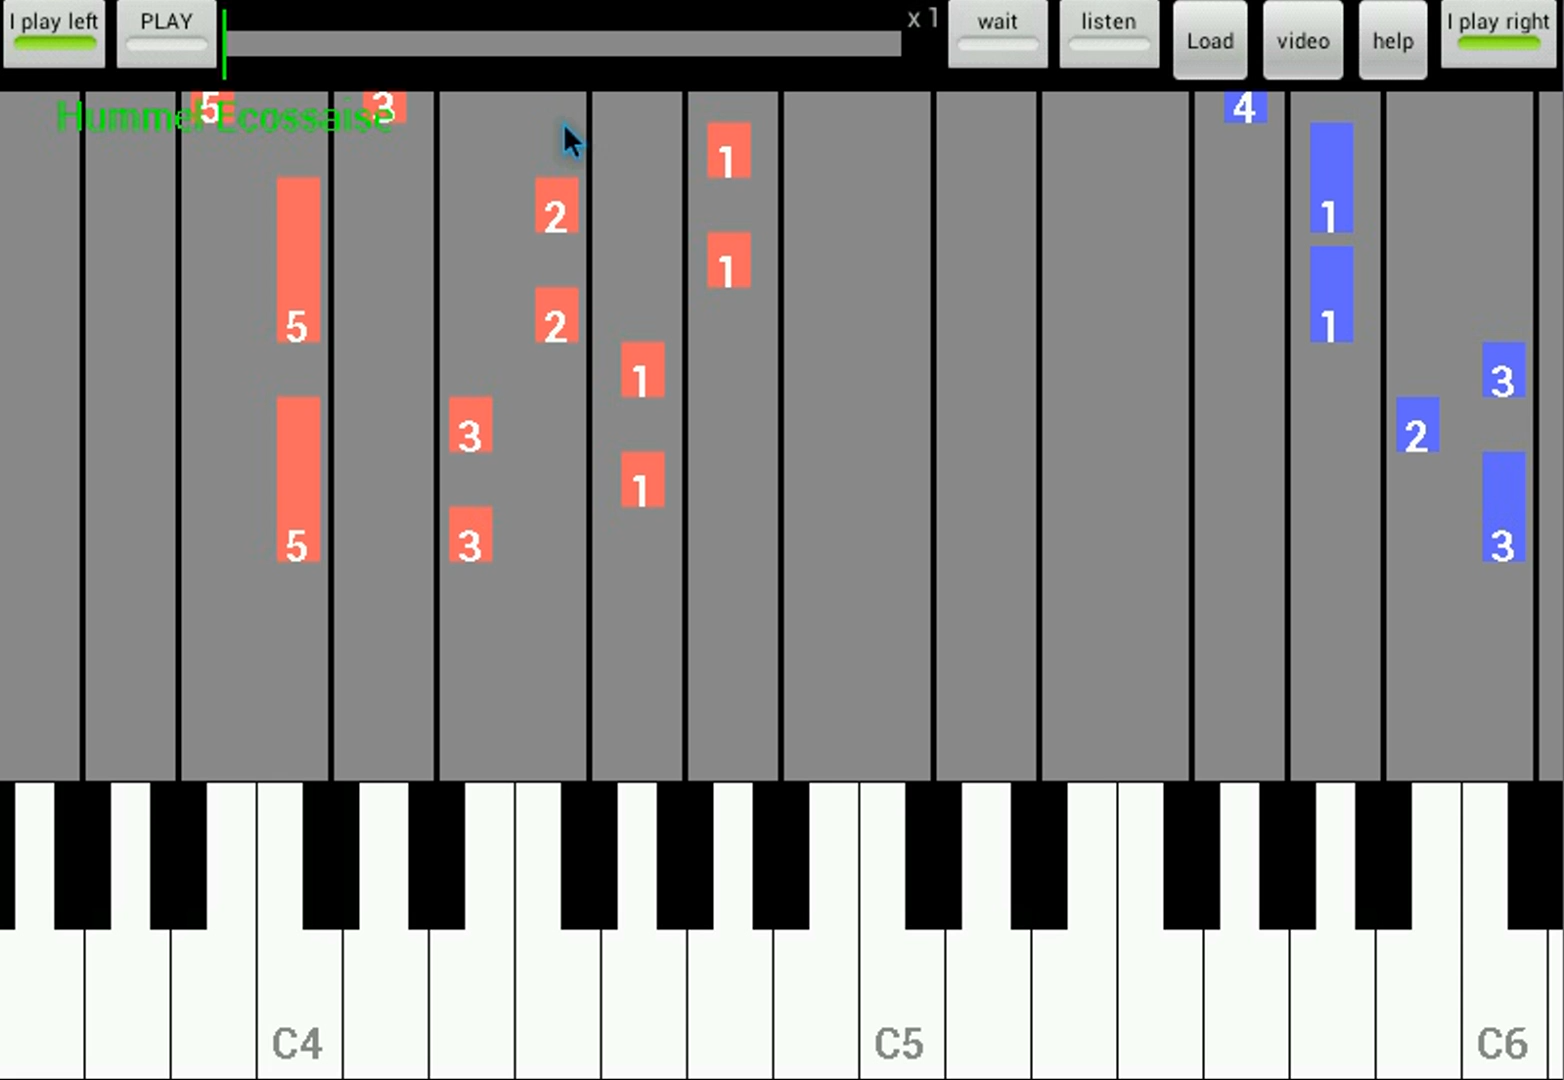 I play left PLAY x 1 wait listen Load video help I play right
Hummel Ecossaise
5 3 4
1
2 1
1
5 2 1
1 3
3 2
1
5 3 3
C4 C5 C6